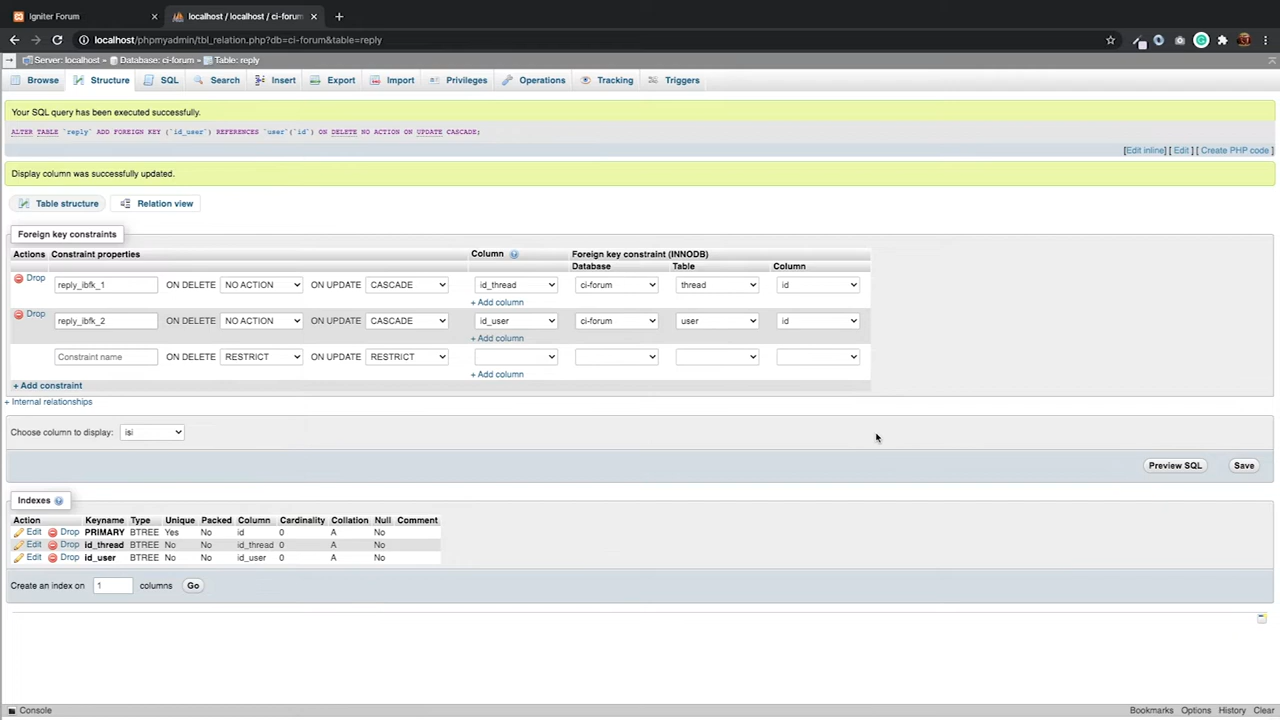 Igniter Forum
localhost / localhost / ci-forum
localhost/phpmyadmin/tbl_relation.php?db=ci-forum&table=reply
Server: localhost » Database: ci-forum » Table: reply
Browse Structure SQL Search Insert Export Import Privileges Operations Tracking Triggers
Your SQL query has been executed successfully.
ALTER TABLE `reply` ADD FOREIGN KEY (`id_user`) REFERENCES `user`(`id`) ON DELETE NO ACTION ON UPDATE CASCADE;
[Edit inline] [ Edit ] [ Create PHP code ]
Display column was successfully updated.
Table structure Relation view
Foreign key constraints
Actions Constraint properties Column Foreign key constraint (INNODB)
Database Table Column
Drop reply_ibfk_1 ON DELETE NO ACTION ON UPDATE CASCADE id_thread ci-forum thread id
+ Add column
Drop reply_ibfk_2 ON DELETE NO ACTION ON UPDATE CASCADE id_user ci-forum user id
+ Add column
Constraint name ON DELETE RESTRICT ON UPDATE RESTRICT
+ Add column
+ Add constraint
+ Internal relationships
Choose column to display: isi
Preview SQL Save
Indexes
Action Keyname Type Unique Packed Column Cardinality Collation Null Comment
Edit Drop PRIMARY BTREE Yes No id 0 A No
Edit Drop id_thread BTREE No No id_thread 0 A No
Edit Drop id_user BTREE No No id_user 0 A No
Create an index on 1 columns Go
Console Bookmarks Options History Clear